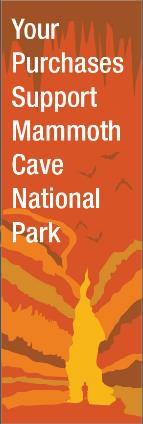 Your
Purchases
Support
Mammoth
Cave
National
Park